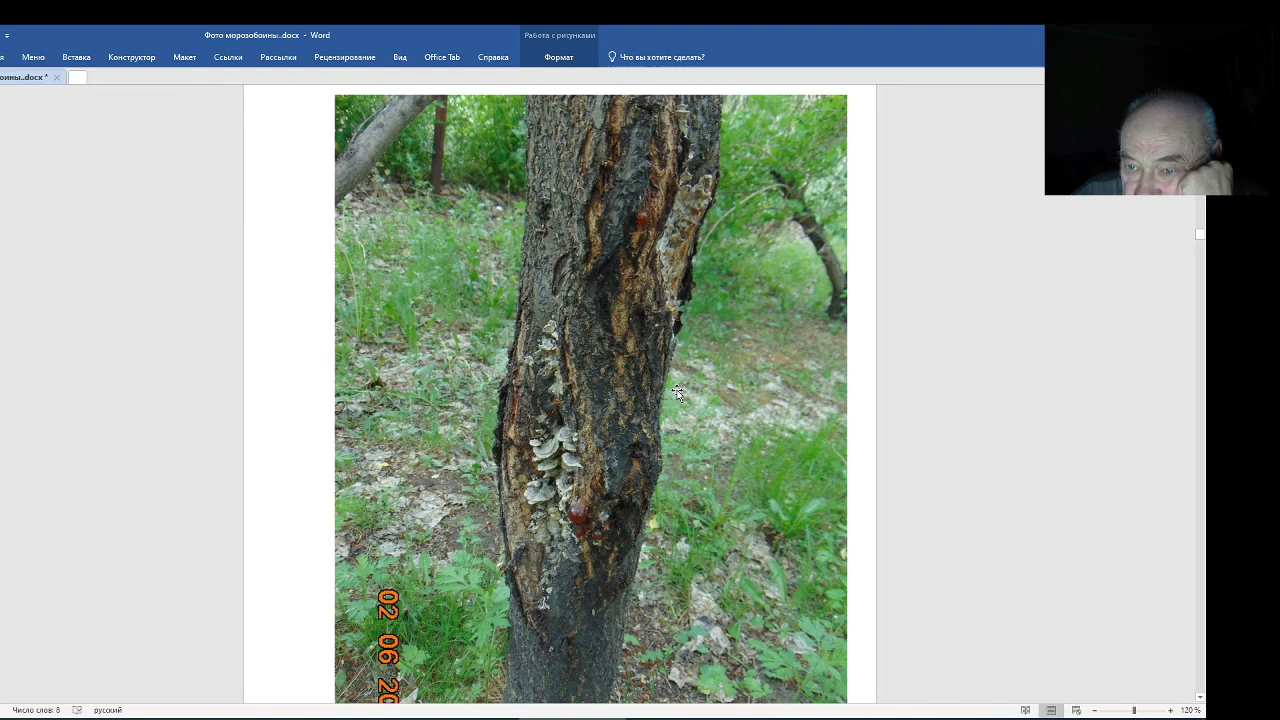 Фото морозобоины..docx - Word
Работа с рисунками
я Меню Вставка Конструктор Макет Ссылки Рассылки Рецензирование Вид Office Tab Справка Формат Что вы хотите сделать?
оины..docx *
02 06 20
Число слов: 8 русский 120 %